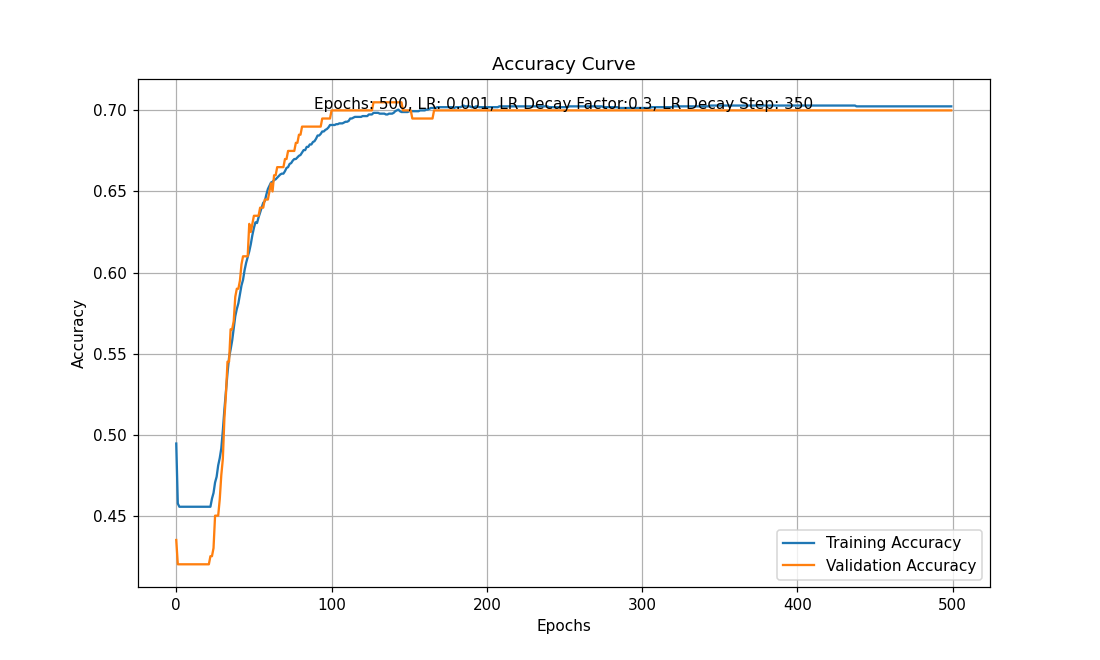 Accuracy Curve
Epochs: 500, LR: 0.001, LR Decay Factor:0.3, LR Decay Step: 350
0.70
0.65
0.60
0.55
0.50
0.45
Accuracy
Training Accuracy
Validation Accuracy
0 100 200 300 400 500
Epochs